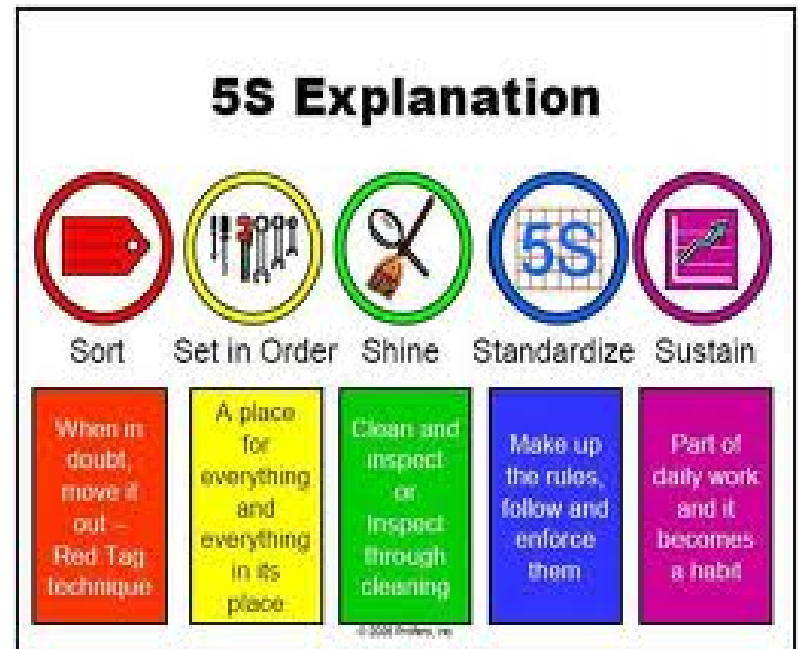 5S Explanation
5S
Sort
Set in Order
Shine
Standardize
Sustain
When in
doubt,
move it
out –
Red Tag
technique
A place
for
everything
and
everything
in its
place
Clean and
inspect
or
Inspect
through
cleaning
Make up
the rules,
follow and
enforce
them
Part of
daily work
and it
becomes
a habit